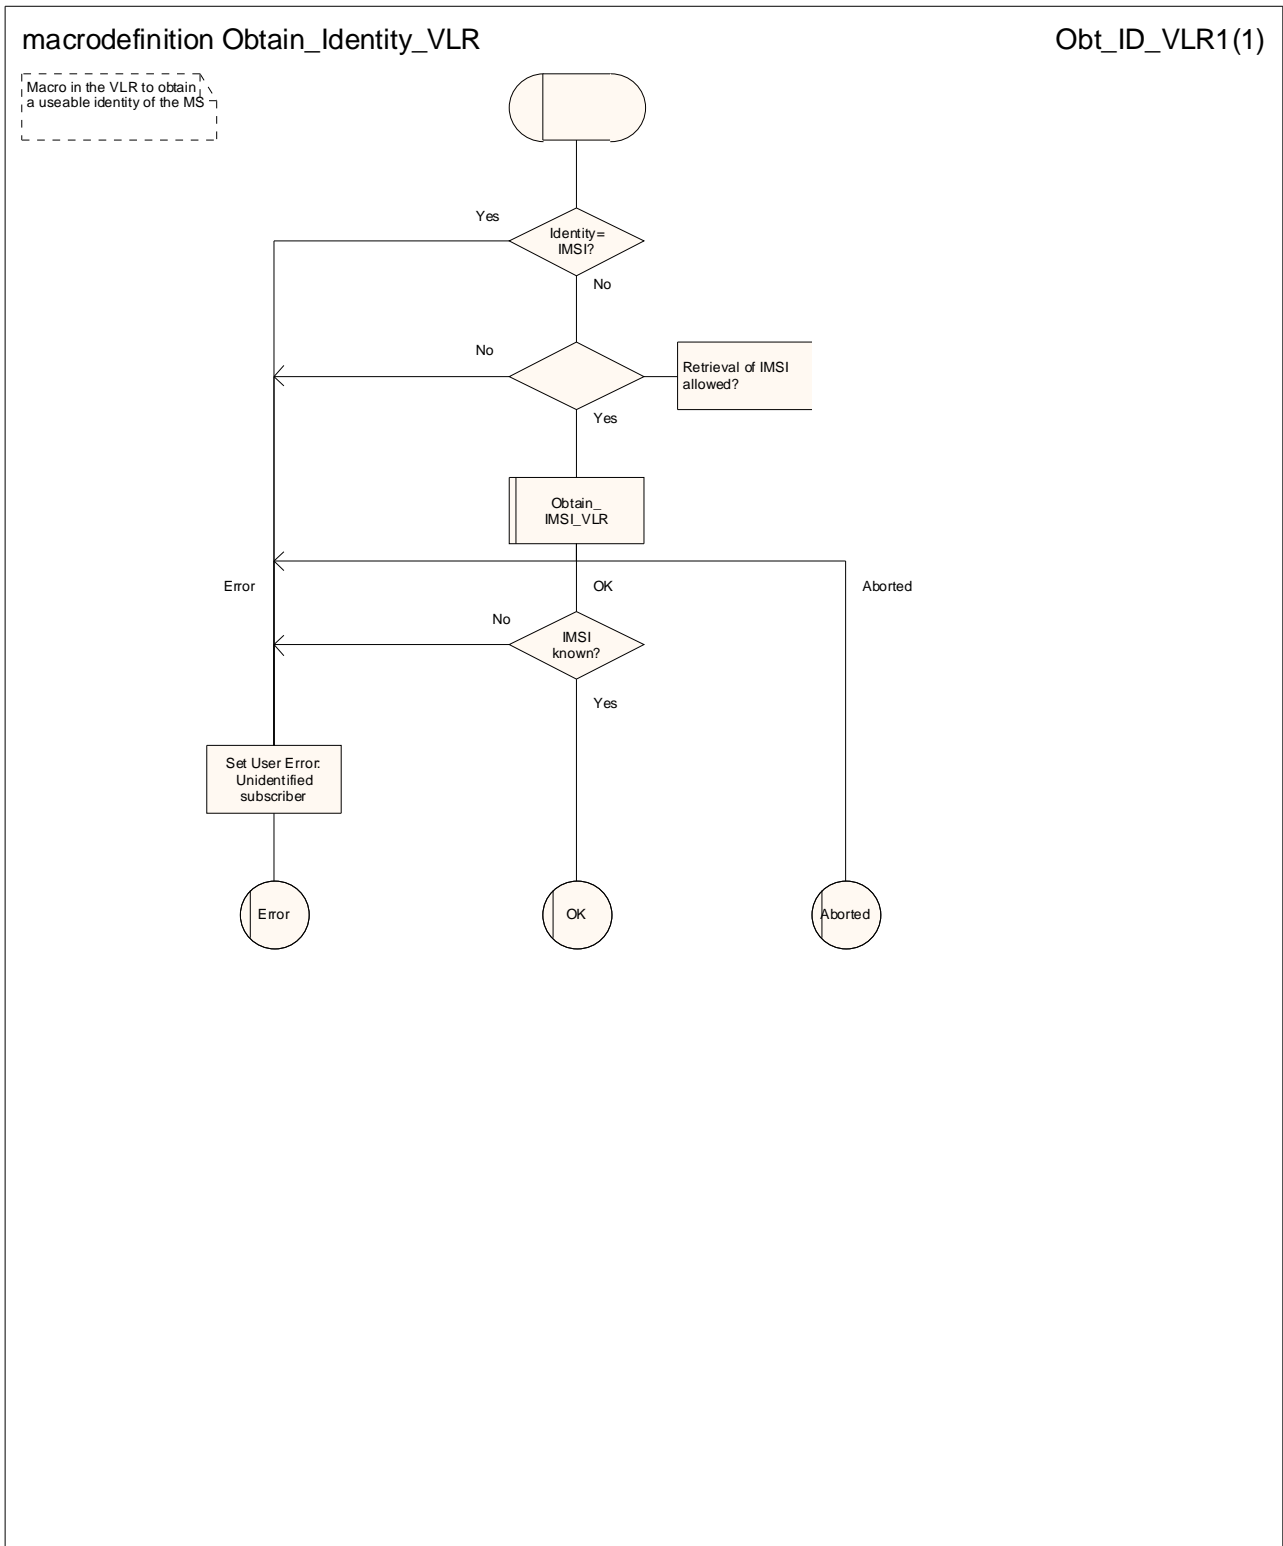 macrodefinition Obtain_Identity_VLR
Obt_ID_VLR1(1)
Macro in the VLR to obtain
a useable identity of the MS
Yes
Identity=
IMSI?
No
No
Retrieval of IMSI
allowed?
Yes
Obtain_
IMSI_VLR
Error
OK
Aborted
No
IMSI
known?
Yes
Set User Error:
Unidentified
subscriber
Error
OK
Aborted